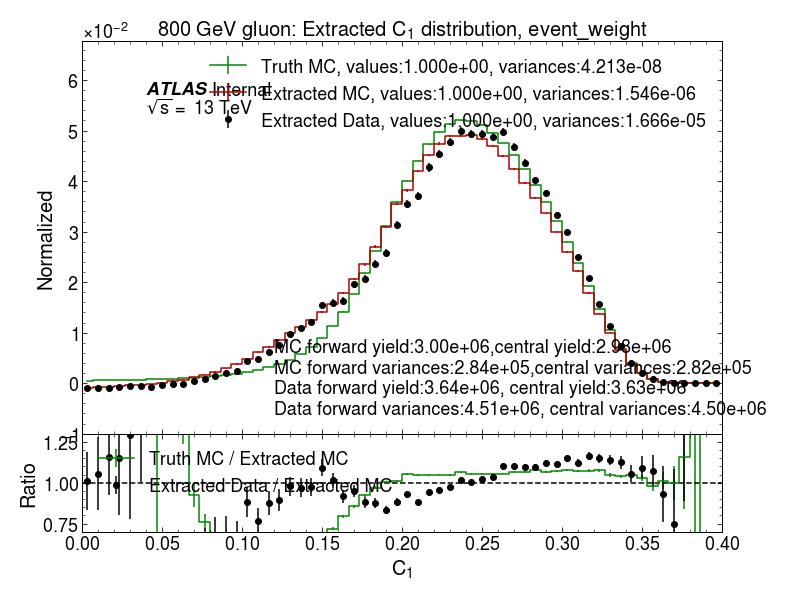 ×10⁻² 800 GeV gluon: Extracted C₁ distribution, event_weight
Truth MC, values:1.000e+00, variances:4.213e-08
ATLAS Internal
Extracted MC, values:1.000e+00, variances:1.546e-06
√s = 13 TeV
Extracted Data, values:1.000e+00, variances:1.666e-05
6
5
4
3
2
1
0
1
Normalized
MC forward yield:3.00e+06,central yield:2.98e+06
MC forward variances:2.84e+05,central variances:2.82e+05
Data forward yield:3.64e+06, central yield:3.63e+06
Data forward variances:4.51e+06, central variances:4.50e+06
1.25
1.00
0.75
Ratio
Truth MC / Extracted MC
Extracted Data / Extracted MC
0.00 0.05 0.10 0.15 0.20 0.25 0.30 0.35 0.40
C₁